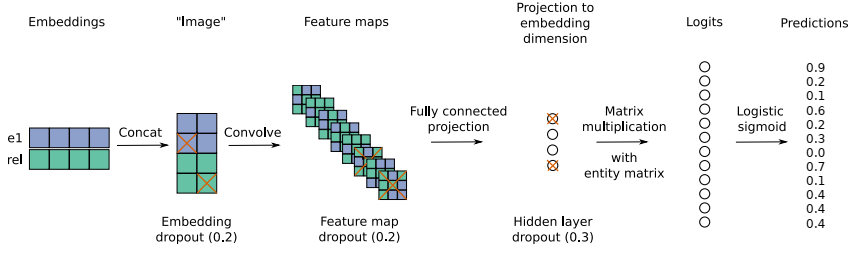 Embeddings
"Image"
Feature maps
Projection to
embedding
dimension
Logits
Predictions
e1
rel
Concat
Convolve
Fully connected
projection
Matrix
multiplication
with
entity matrix
Logistic
sigmoid
0.9
0.2
0.1
0.6
0.2
0.3
0.0
0.7
0.1
0.4
0.4
0.4
Embedding
dropout (0.2)
Feature map
dropout (0.2)
Hidden layer
dropout (0.3)